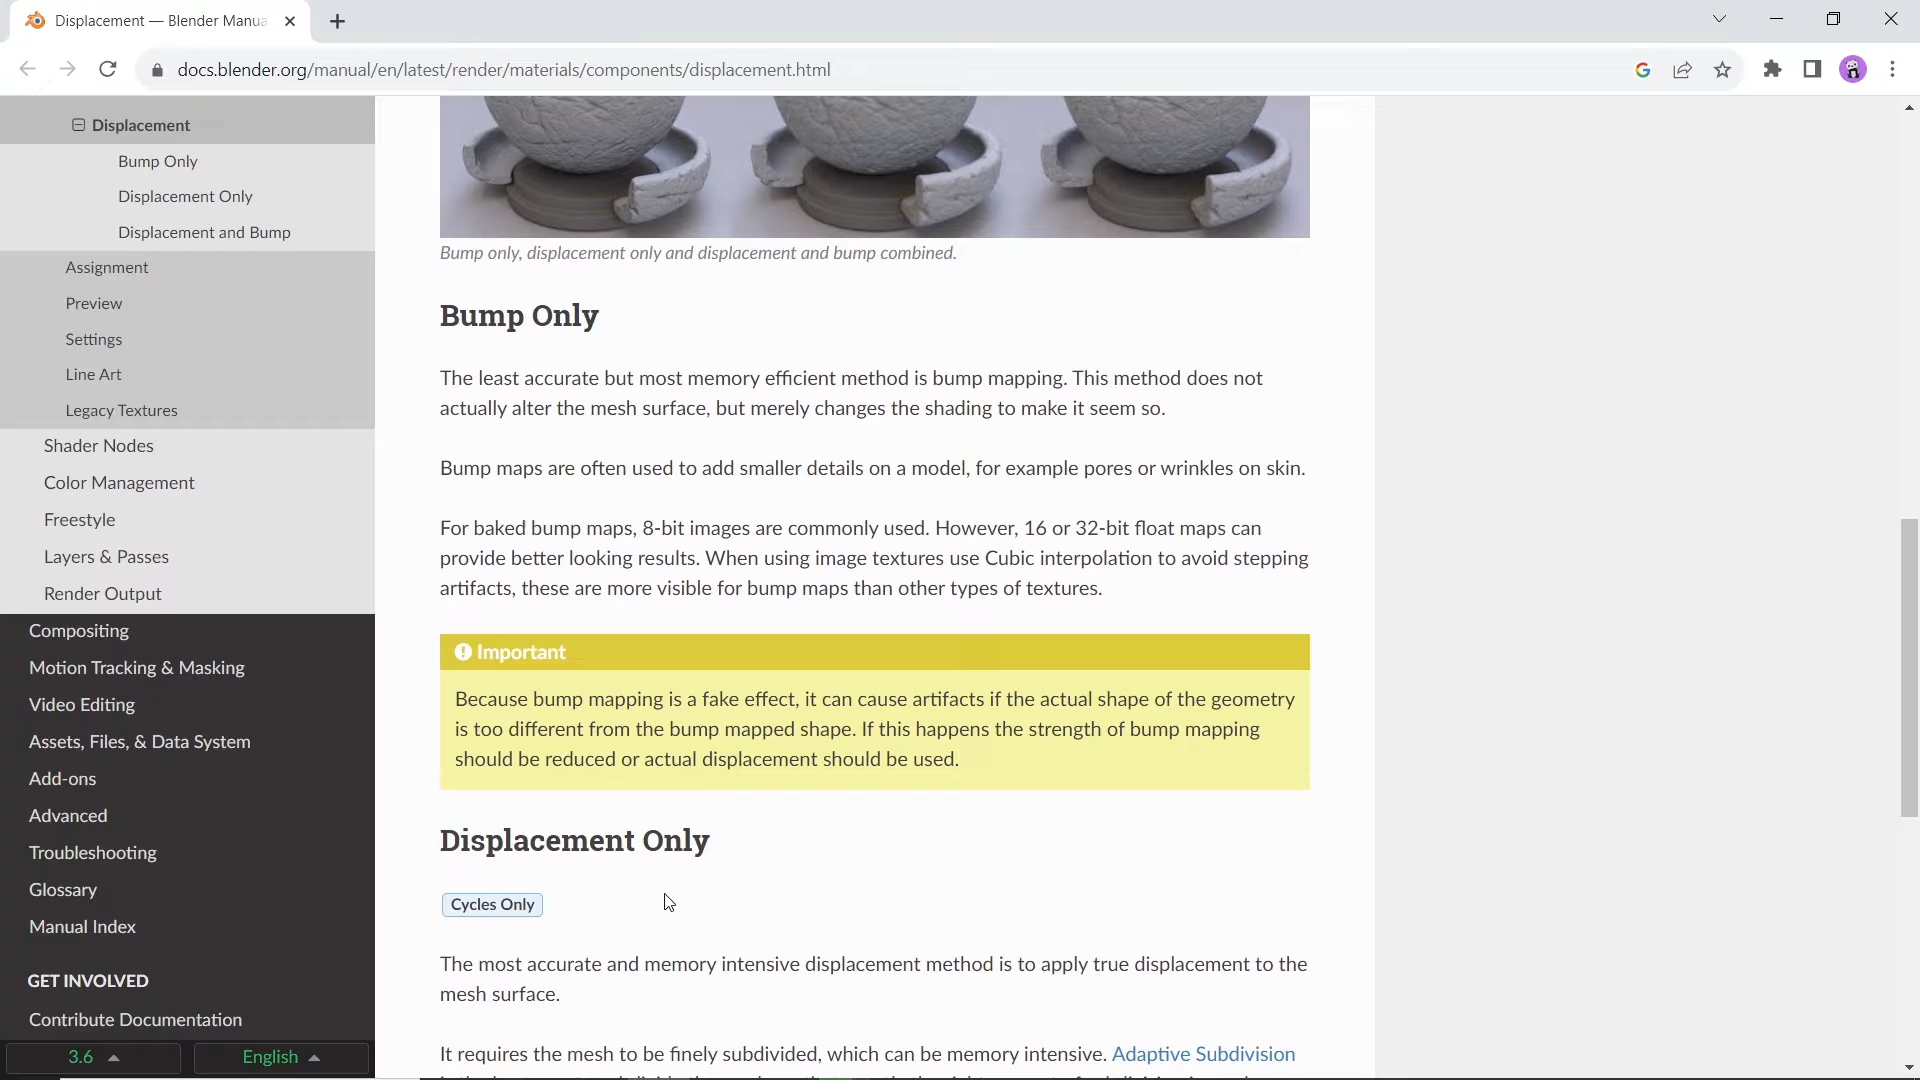 Displacement — Blender Manua
docs.blender.org/manual/en/latest/render/materials/components/displacement.html
Displacement
Bump Only
Displacement Only
Displacement and Bump
Assignment
Preview
Settings
Line Art
Legacy Textures
Shader Nodes
Color Management
Freestyle
Layers & Passes
Render Output
Compositing
Motion Tracking & Masking
Video Editing
Assets, Files, & Data System
Add-ons
Advanced
Troubleshooting
Glossary
Manual Index
GET INVOLVED
Contribute Documentation
3.6
English
Bump only, displacement only and displacement and bump combined.
Bump Only
The least accurate but most memory efficient method is bump mapping. This method does not
actually alter the mesh surface, but merely changes the shading to make it seem so.
Bump maps are often used to add smaller details on a model, for example pores or wrinkles on skin.
For baked bump maps, 8-bit images are commonly used. However, 16 or 32-bit float maps can
provide better looking results. When using image textures use Cubic interpolation to avoid stepping
artifacts, these are more visible for bump maps than other types of textures.
Important
Because bump mapping is a fake effect, it can cause artifacts if the actual shape of the geometry
is too different from the bump mapped shape. If this happens the strength of bump mapping
should be reduced or actual displacement should be used.
Displacement Only
Cycles Only
The most accurate and memory intensive displacement method is to apply true displacement to the
mesh surface.
It requires the mesh to be finely subdivided, which can be memory intensive. Adaptive Subdivision